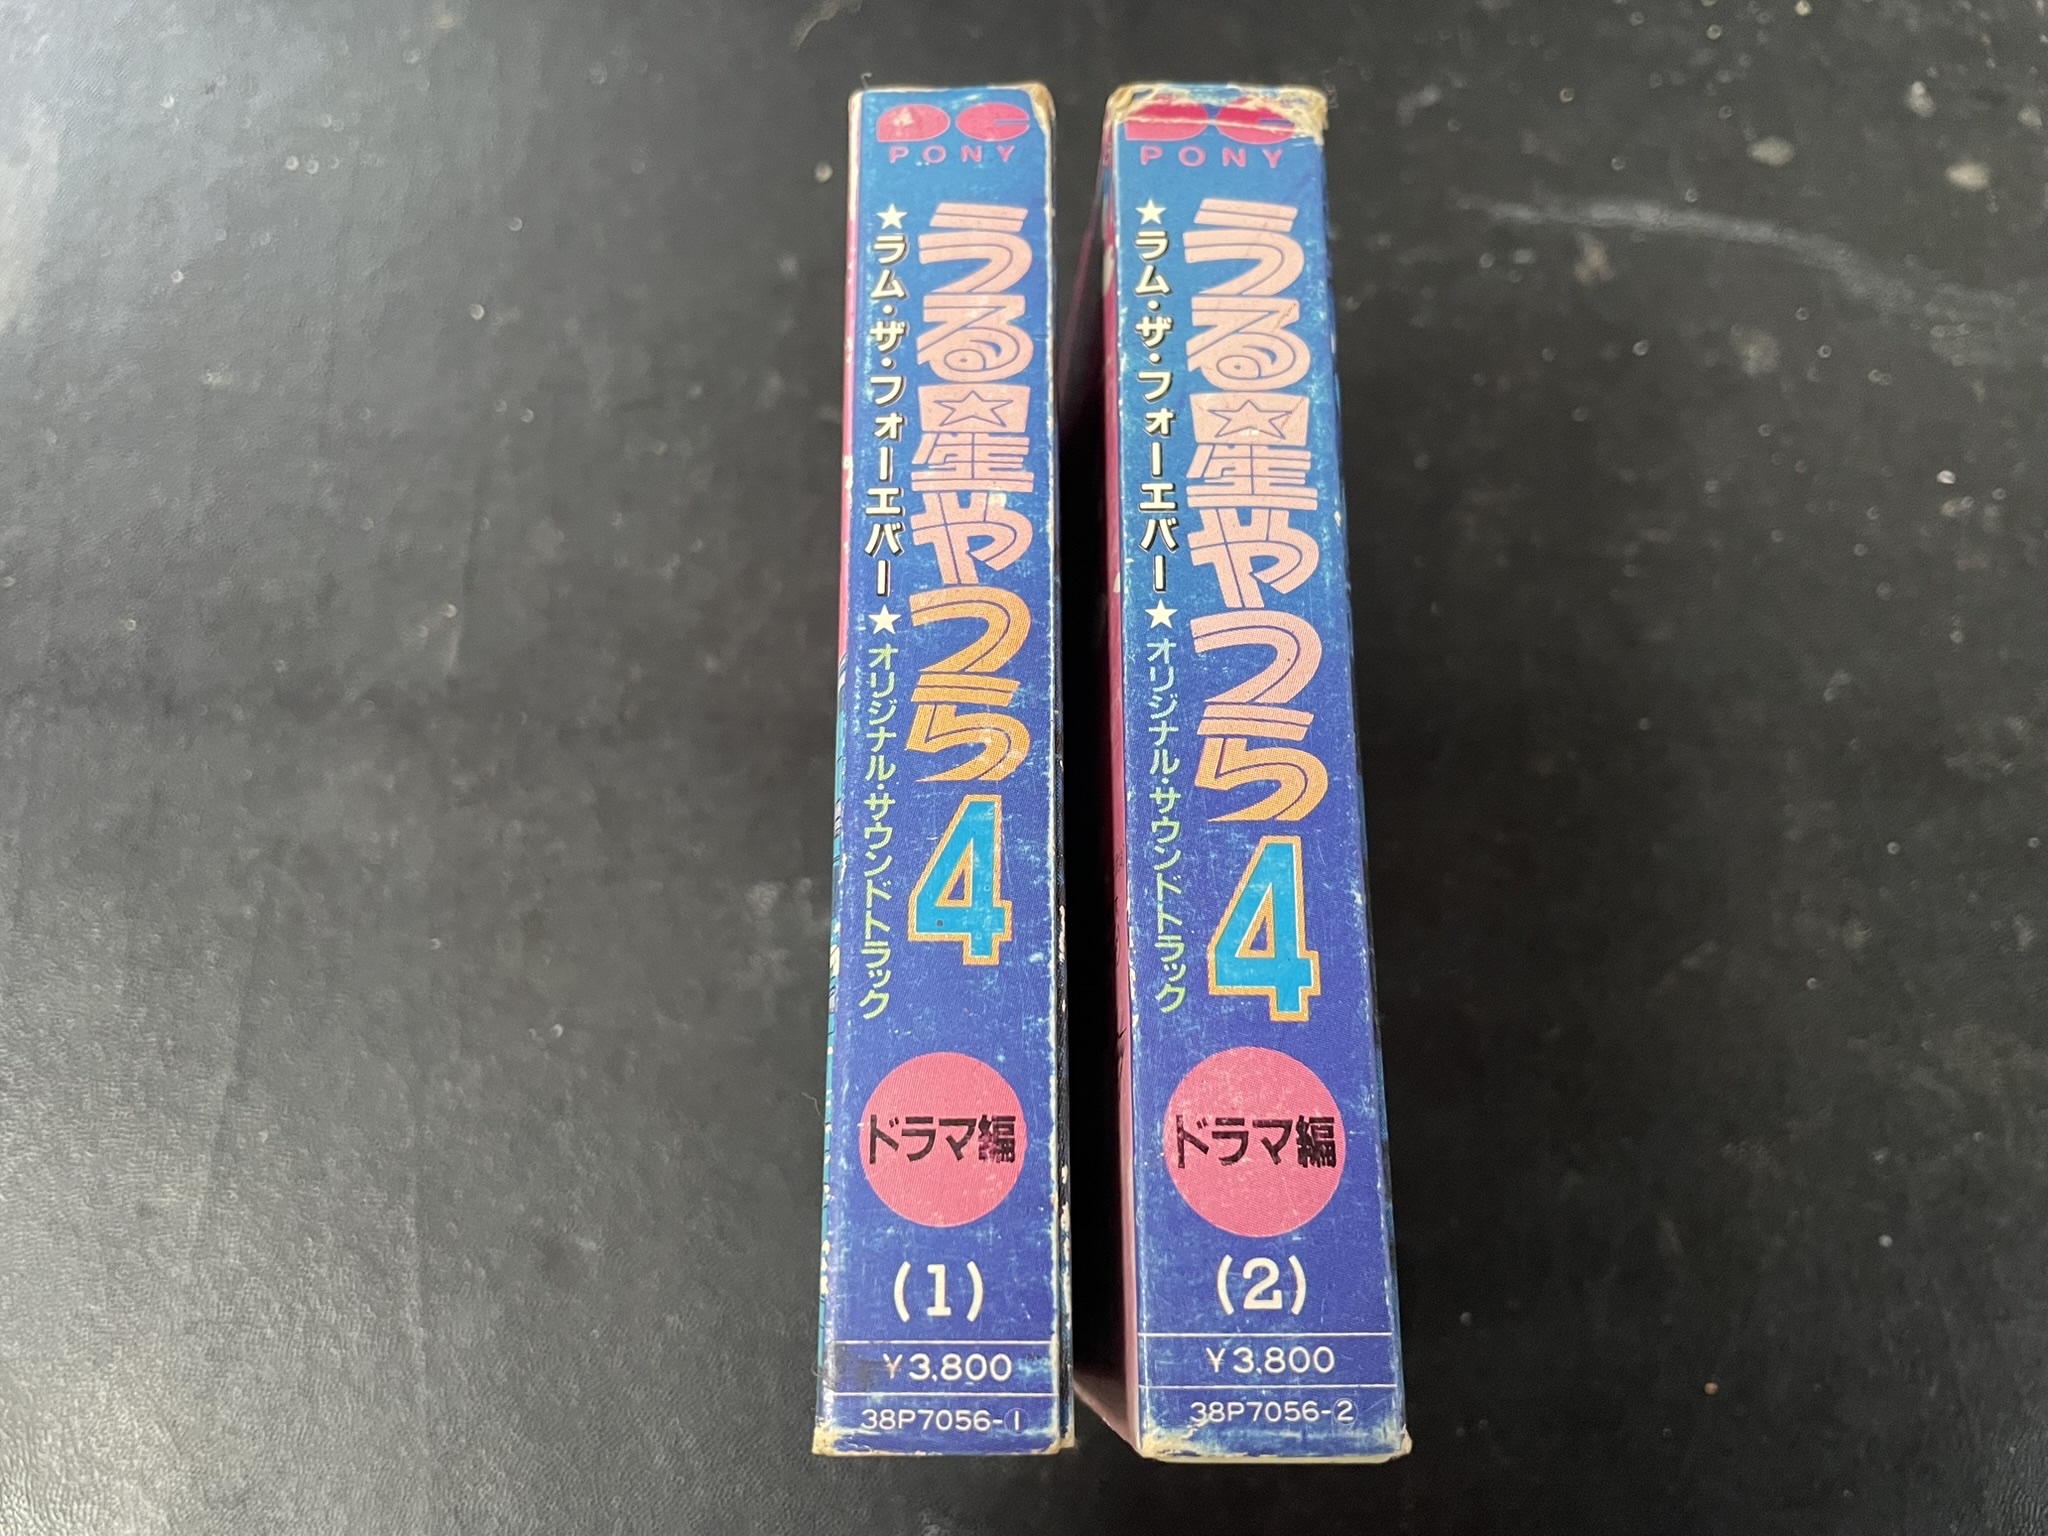 DC
PONY
うる星やつら4
★ラム・ザ・フォーエバー★オリジナル・サウンドトラック
ドラマ編
(1)
¥3,800
38P7056-①
DC
PONY
うる星やつら4
★ラム・ザ・フォーエバー★オリジナル・サウンドトラック
ドラマ編
(2)
¥3,800
38P7056-②